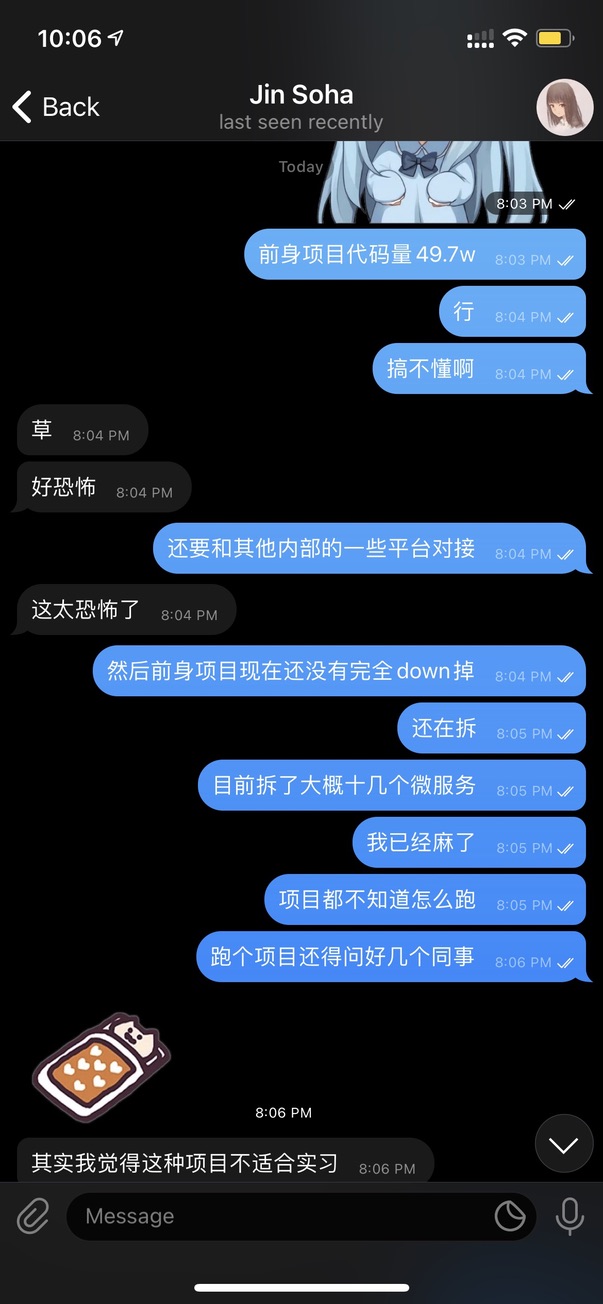 10:06
Back
Jin Soha
last seen recently
Today
8:03 PM
前身项目代码量49.7w 8:03 PM
行 8:04 PM
搞不懂啊 8:04 PM
草 8:04 PM
好恐怖 8:04 PM
还要和其他内部的一些平台对接 8:04 PM
这太恐怖了 8:04 PM
然后前身项目现在还没有完全down掉 8:04 PM
还在拆 8:05 PM
目前拆了大概十几个微服务 8:05 PM
我已经麻了 8:05 PM
项目都不知道怎么跑 8:05 PM
跑个项目还得问好几个同事 8:06 PM
8:06 PM
其实我觉得这种项目不适合实习 8:06 PM
Message